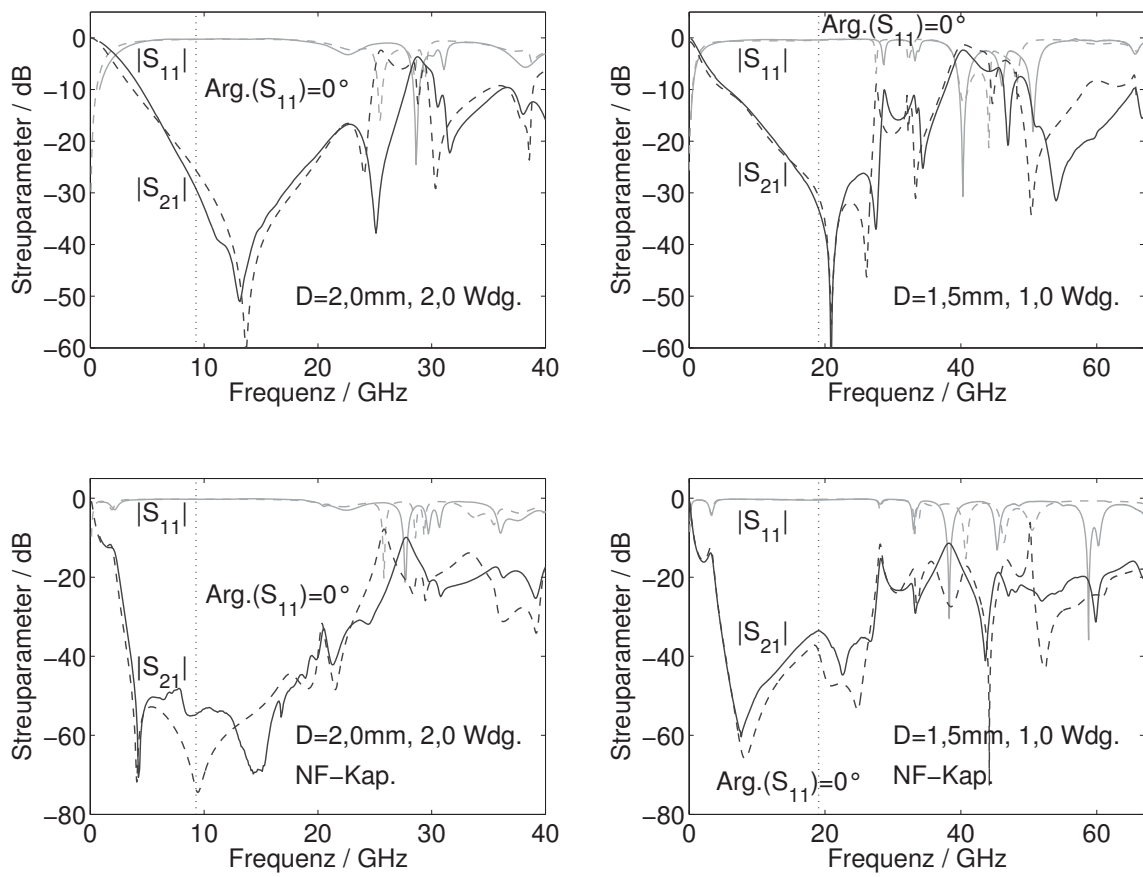 Streuparameter / dB
0
−10
−20
−30
−40
−50
−60
|S11|
Arg.(S11)=0°
|S21|
D=2,0mm, 2,0 Wdg.
0 10 20 30 40
Frequenz / GHz
Streuparameter / dB
0
−10
−20
−30
−40
−50
−60
Arg.(S11)=0°
|S11|
|S21|
D=1,5mm, 1,0 Wdg.
0 20 40 60
Frequenz / GHz
Streuparameter / dB
0
−20
−40
−60
−80
|S11|
Arg.(S11)=0°
|S21|
D=2,0mm, 2,0 Wdg.
NF−Kap.
0 10 20 30 40
Frequenz / GHz
Streuparameter / dB
0
−20
−40
−60
−80
|S11|
|S21|
D=1,5mm, 1,0 Wdg.
Arg.(S11)=0°
NF−Kap.
0 20 40 60
Frequenz / GHz